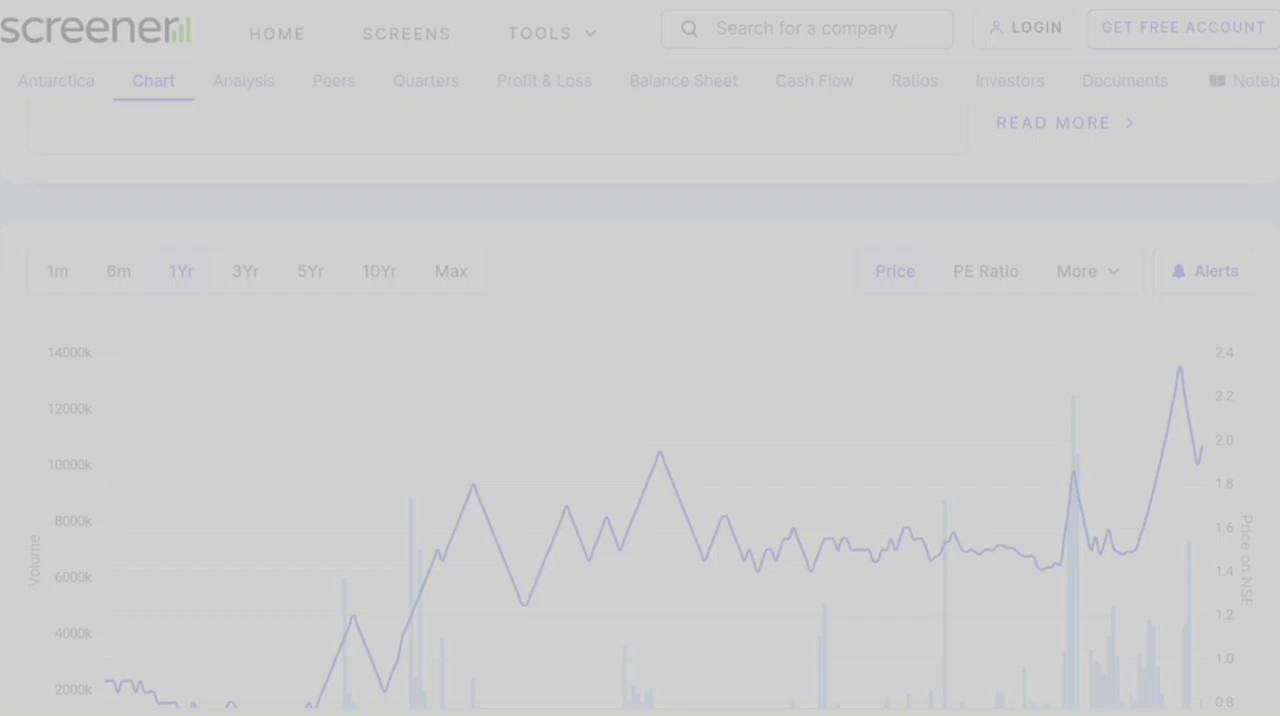 screener HOME SCREENS TOOLS Search for a company LOGIN GET FREE ACCOUNT
Antarctica Chart Analysis Peers Quarters Profit & Loss Balance Sheet Cash Flow Ratios Investors Documents Noteb
READ MORE
1m 6m 1Yr 3Yr 5Yr 10Yr Max Price PE Ratio More Alerts
14000k 2.4
12000k 2.2
2.0
10000k 1.8
8000k 1.6
Volume Price on NSE
6000k 1.4
4000k 1.2
1.0
2000k 0.8